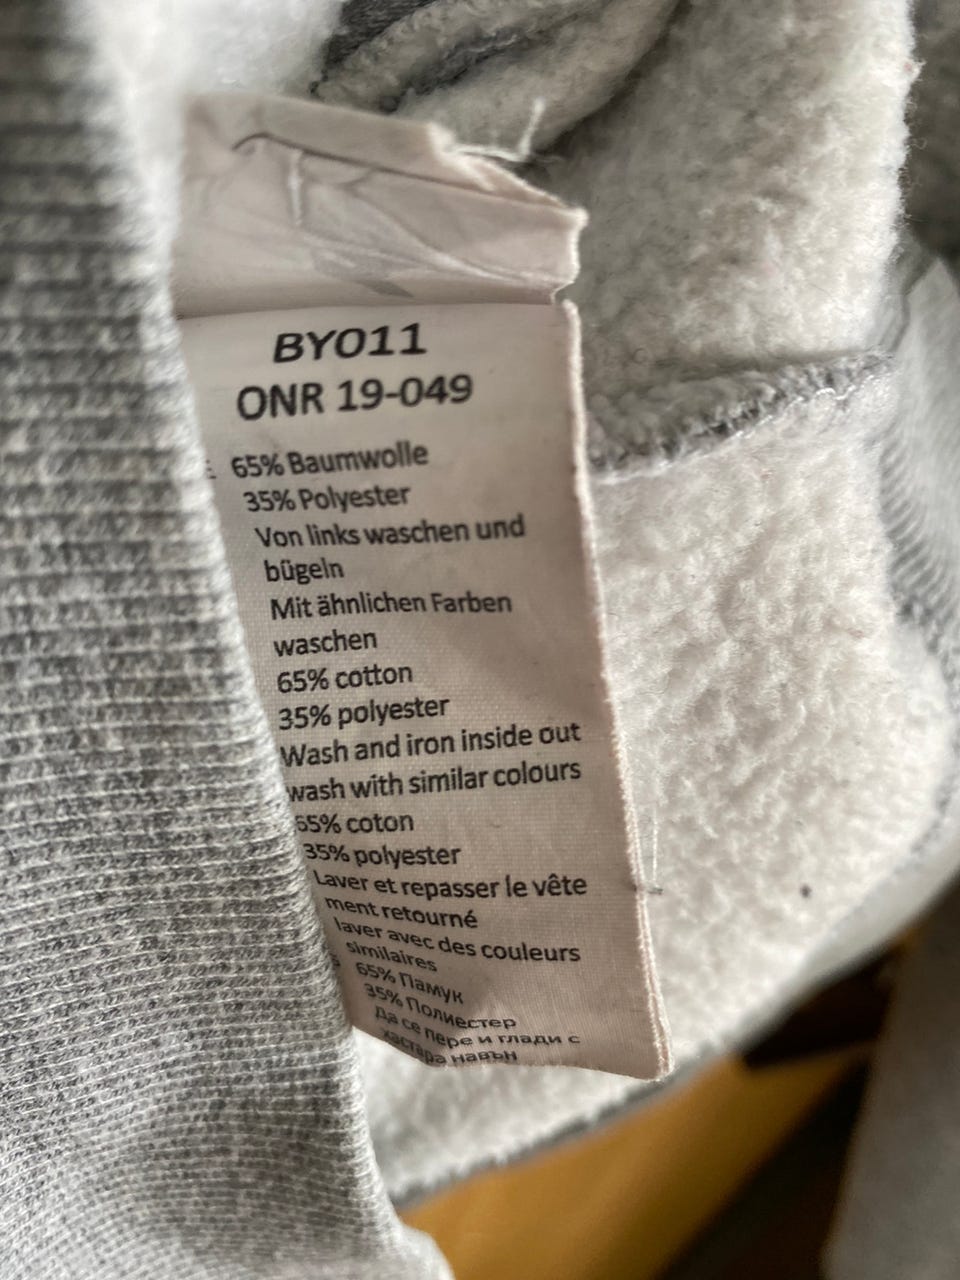 BY011
ONR 19-049
65% Baumwolle
35% Polyester
Von links waschen und
bügeln
Mit ähnlichen Farben
waschen
65% cotton
35% polyester
Wash and iron inside out
wash with similar colours
65% coton
35% polyester
Laver et repasser le vête
ment retourné
laver avec des couleurs
similaires
65% Памук
35% Полиестер
Да се пере и глади с
хастара навън